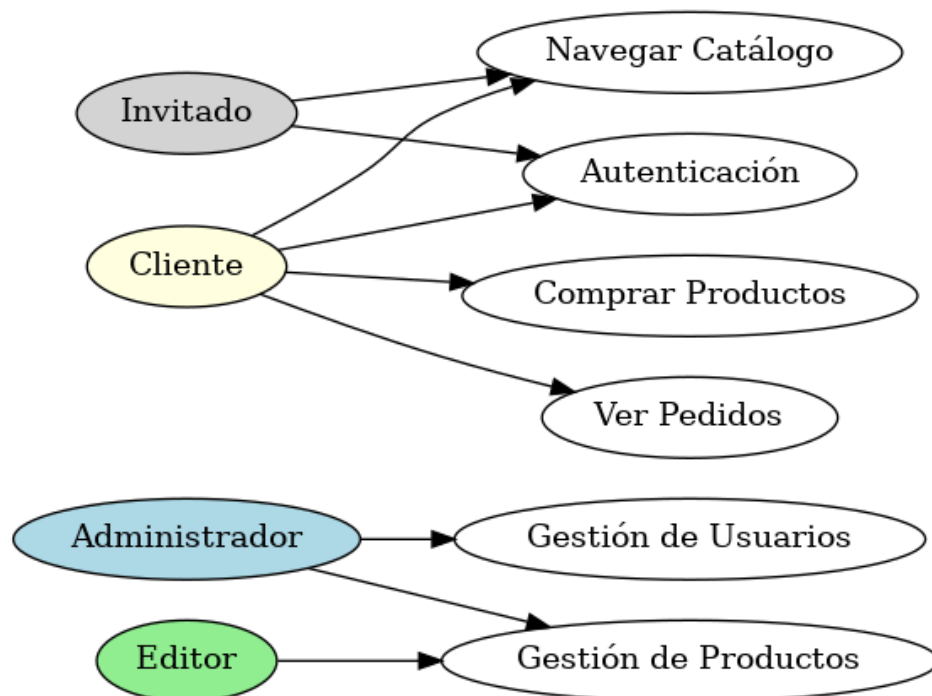 Navegar Catálogo
Invitado
Autenticación
Cliente
Comprar Productos
Ver Pedidos
Administrador
Gestión de Usuarios
Editor
Gestión de Productos